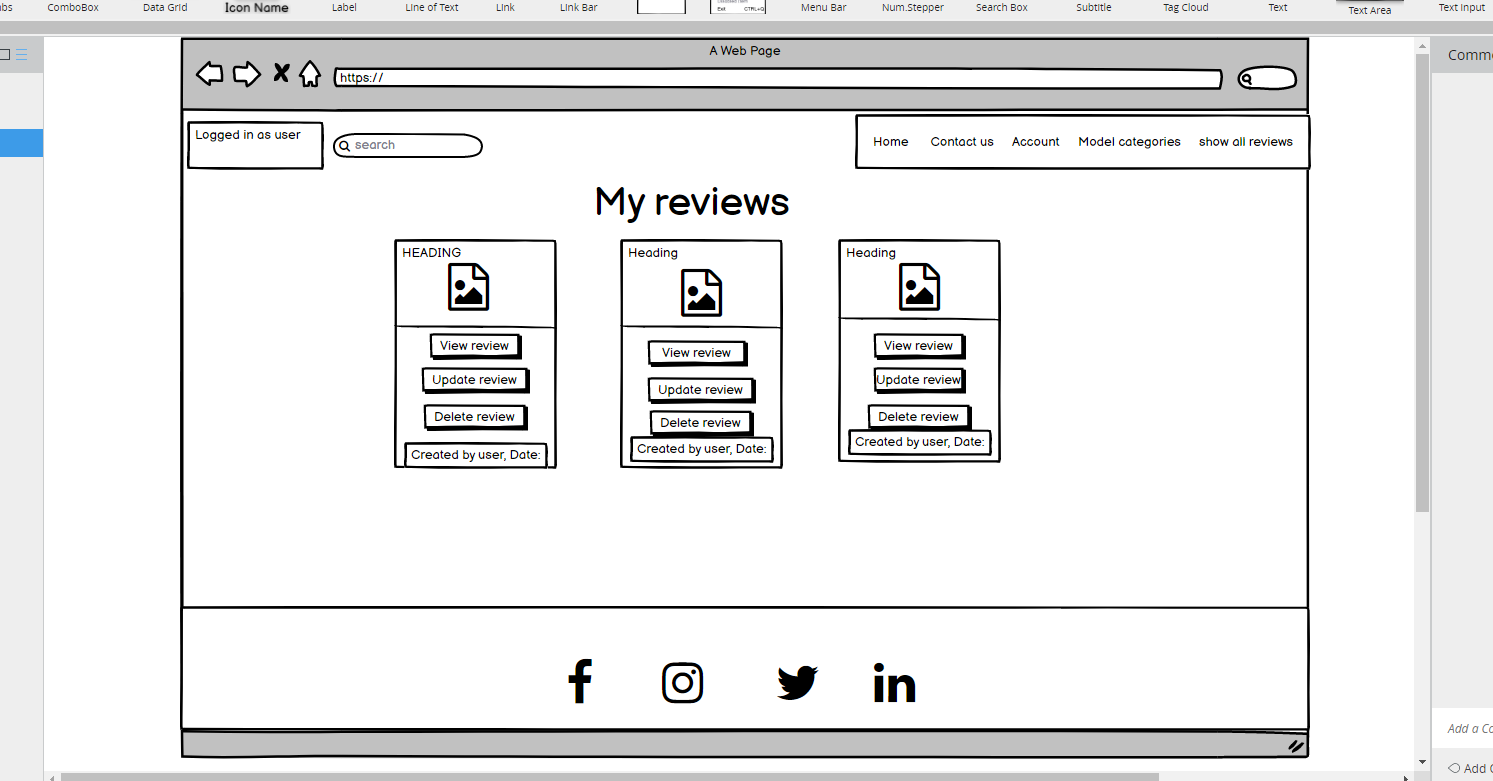 ComboBox Data Grid Icon Name Label Line of Text Link Link Bar Menu Bar Num.Stepper Search Box Subtitle Tag Cloud Text Text Area Text Input
Exit CTRL+Q
A Web Page
https://
Logged in as user
search
Home Contact us Account Model categories show all reviews
My reviews
HEADING
View review
Update review
Delete review
Created by user, Date:
Heading
View review
Update review
Delete review
Created by user, Date:
Heading
View review
Update review
Delete review
Created by user, Date:
Add a Co
Add